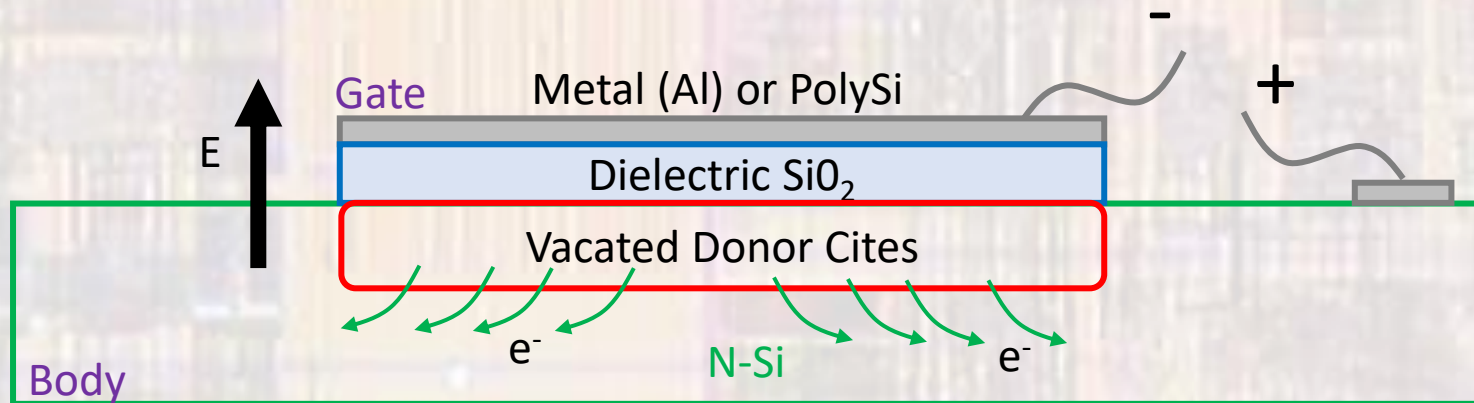 -
+
Gate
Metal (Al) or PolySi
E
Dielectric Si0₂
Vacated Donor Cites
e⁻
N-Si
e⁻
Body